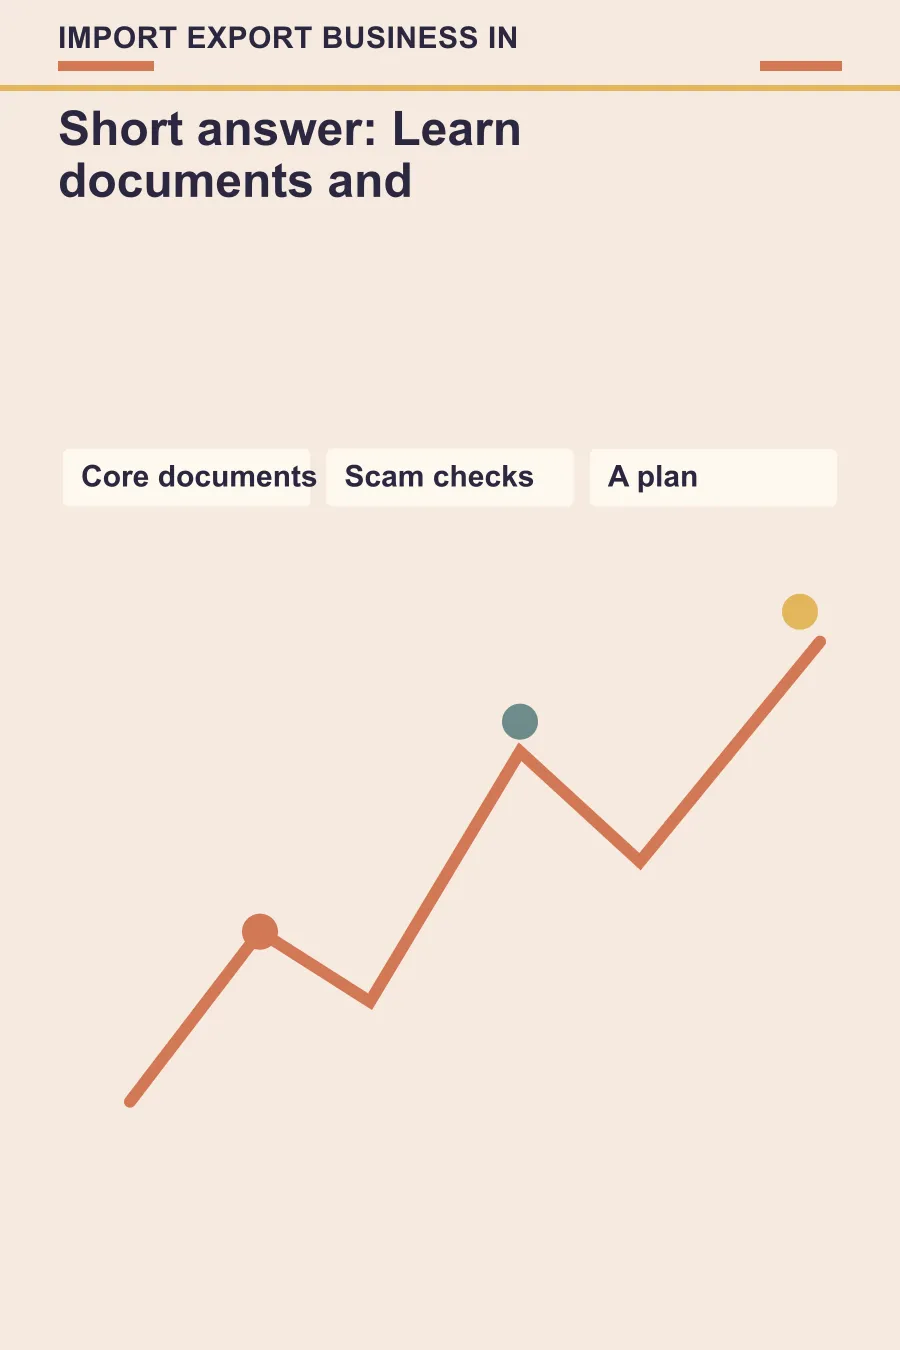 IMPORT EXPORT BUSINESS IN
Short answer: Learn
documents and
Core documents
Scam checks
A plan